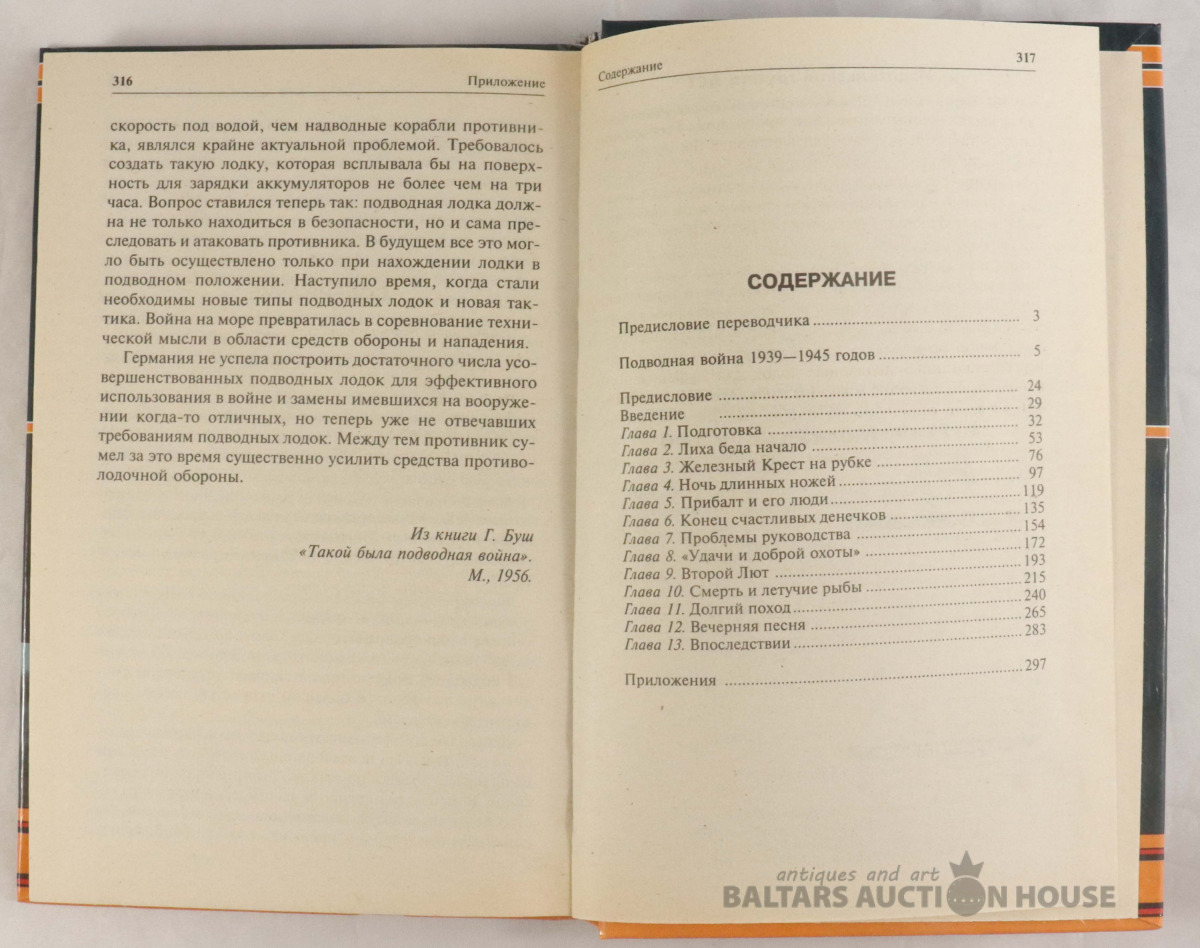 316 Приложение
скорость под водой, чем надводные корабли противни-
ка, являлся крайне актуальной проблемой. Требовалось
создать такую лодку, которая всплывала бы на поверх-
ность для зарядки аккумуляторов не более чем на три
часа. Вопрос ставился теперь так: подводная лодка долж-
на не только находиться в безопасности, но и сама пре-
следовать и атаковать противника. В будущем все это мог-
ло быть осуществлено только при нахождении лодки в
подводном положении. Наступило время, когда стали
необходимы новые типы подводных лодок и новая так-
тика. Война на море превратилась в соревнование техни-
ческой мысли в области средств обороны и нападения.
Германия не успела построить достаточного числа усо-
вершенствованных подводных лодок для эффективного
использования в войне и замены имевшихся на вооруже-
нии когда-то отличных, но теперь уже не отвечавших
требованиям подводных лодок. Между тем противник су-
мел за это время существенно усилить средства противо-
лодочной обороны.
Из книги Г. Буш
«Такой была подводная война».
М., 1956.
Содержание 317
СОДЕРЖАНИЕ
Предисловие переводчика 3
Подводная война 1939—1945 годов 5
Предисловие 24
Введение 29
Глава 1. Подготовка 32
Глава 2. Лиха беда начало 53
Глава 3. Железный Крест на рубке 76
Глава 4. Ночь длинных ножей 97
Глава 5. Прибалт и его люди 119
Глава 6. Конец счастливых денечков 135
Глава 7. Проблемы руководства 154
Глава 8. «Удачи и доброй охоты» 172
Глава 9. Второй Лют 193
Глава 10. Смерть и летучие рыбы 215
Глава 11. Долгий поход 240
Глава 12. Вечерняя песня 265
Глава 13. Впоследствии 283
Приложения 297
antiques and art
BALTARS AUCTION HOUSE